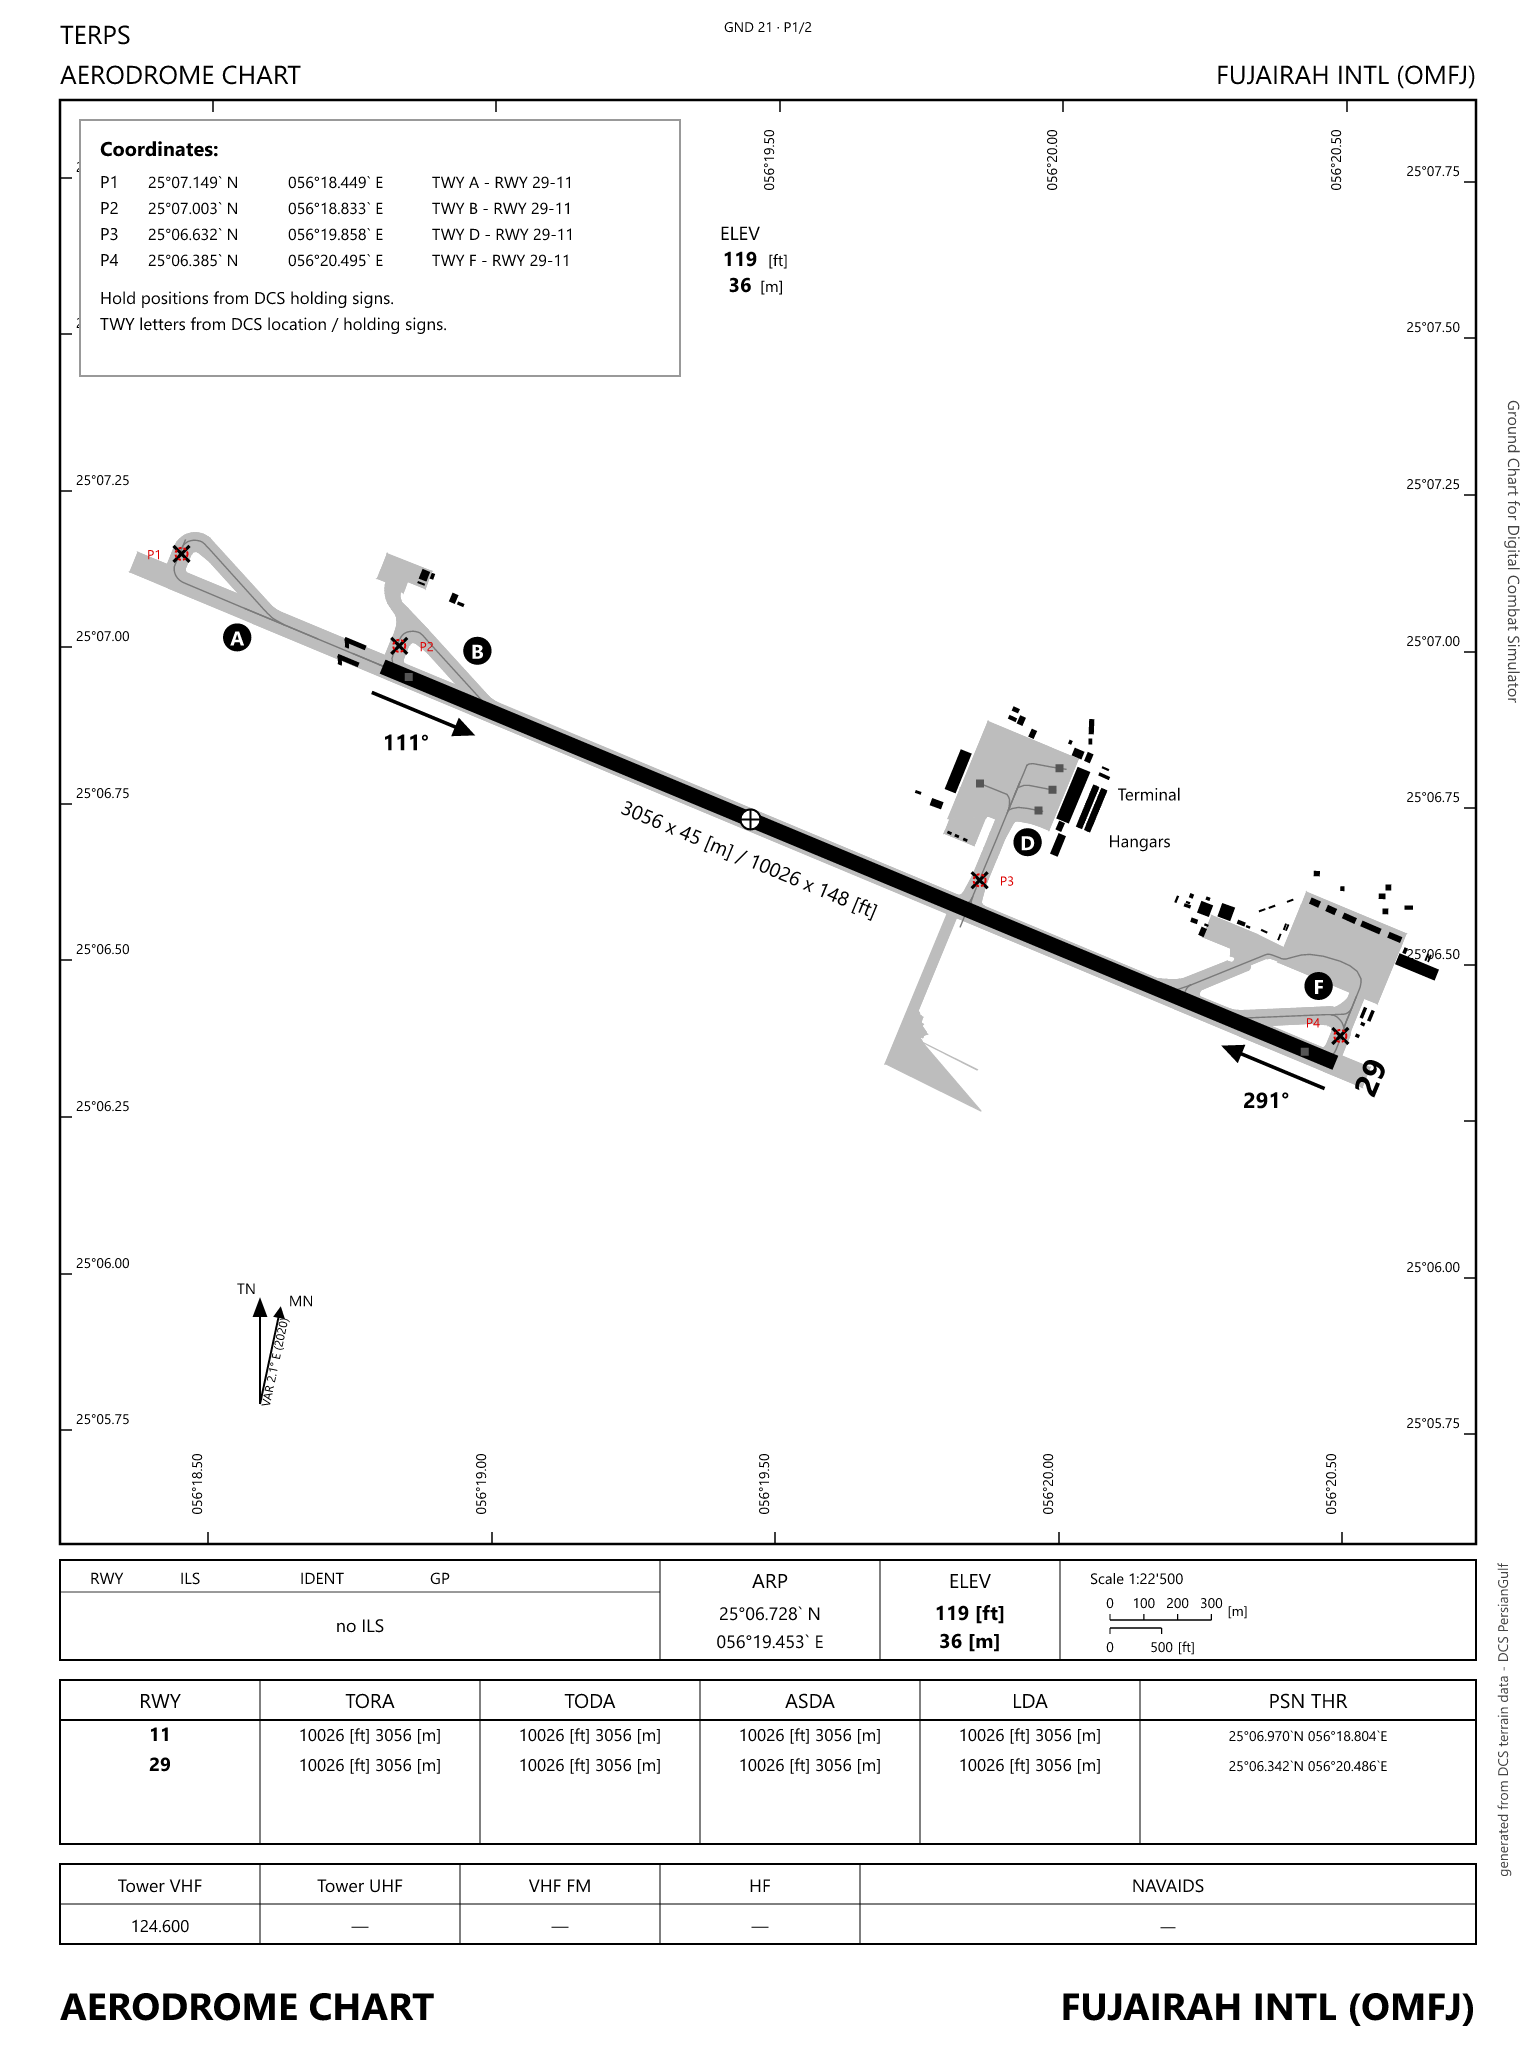 GND 21 · P1/2
TERPS
AERODROME CHART
FUJAIRAH INTL (OMFJ)
Coordinates:
P1 25°07.149` N 056°18.449` E TWY A - RWY 29-11
P2 25°07.003` N 056°18.833` E TWY B - RWY 29-11
P3 25°06.632` N 056°19.858` E TWY D - RWY 29-11
P4 25°06.385` N 056°20.495` E TWY F - RWY 29-11
Hold positions from DCS holding signs.
TWY letters from DCS location / holding signs.
056°19.50
056°20.00
056°20.50
ELEV
119 [ft]
36 [m]
25°07.75
25°07.50
25°07.25
25°07.25
25°07.00
25°07.00
25°06.75
25°06.75
25°06.50
25°06.50
25°06.25
25°06.00
25°06.00
25°05.75
25°05.75
P1
A
11
P2
B
111°
3056 x 45 [m] / 10026 x 148 [ft]
Terminal
Hangars
D
P3
F
P4
29
291°
TN
MN
VAR 2.1° E (2020)
056°18.50
056°19.00
056°19.50
056°20.00
056°20.50
Ground Chart for Digital Combat Simulator
RWY ILS IDENT GP
no ILS
ARP
25°06.728` N
056°19.453` E
ELEV
119 [ft]
36 [m]
Scale 1:22'500
0 100 200 300 [m]
0 500 [ft]
RWY TORA TODA ASDA LDA PSN THR
11 10026 [ft] 3056 [m] 10026 [ft] 3056 [m] 10026 [ft] 3056 [m] 10026 [ft] 3056 [m] 25°06.970`N 056°18.804`E
29 10026 [ft] 3056 [m] 10026 [ft] 3056 [m] 10026 [ft] 3056 [m] 10026 [ft] 3056 [m] 25°06.342`N 056°20.486`E
Tower VHF Tower UHF VHF FM HF NAVAIDS
124.600 — — — —
generated from DCS terrain data - DCS PersianGulf
AERODROME CHART
FUJAIRAH INTL (OMFJ)